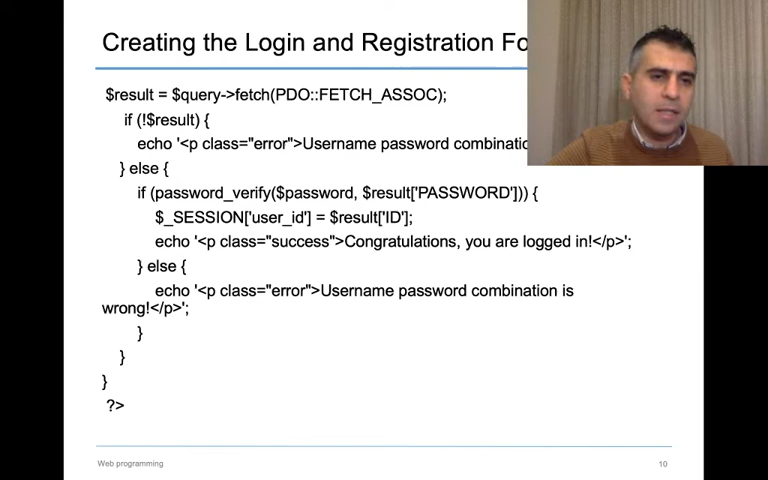 Creating the Login and Registration Fo
$result = $query->fetch(PDO::FETCH_ASSOC);
if (!$result) {
echo '<p class="error">Username password combinatio
} else {
if (password_verify($password, $result['PASSWORD'])) {
$_SESSION['user_id'] = $result['ID'];
echo '<p class="success">Congratulations, you are logged in!</p>';
} else {
echo '<p class="error">Username password combination is
wrong!</p>';
}
}
}
?>
Web programming
10